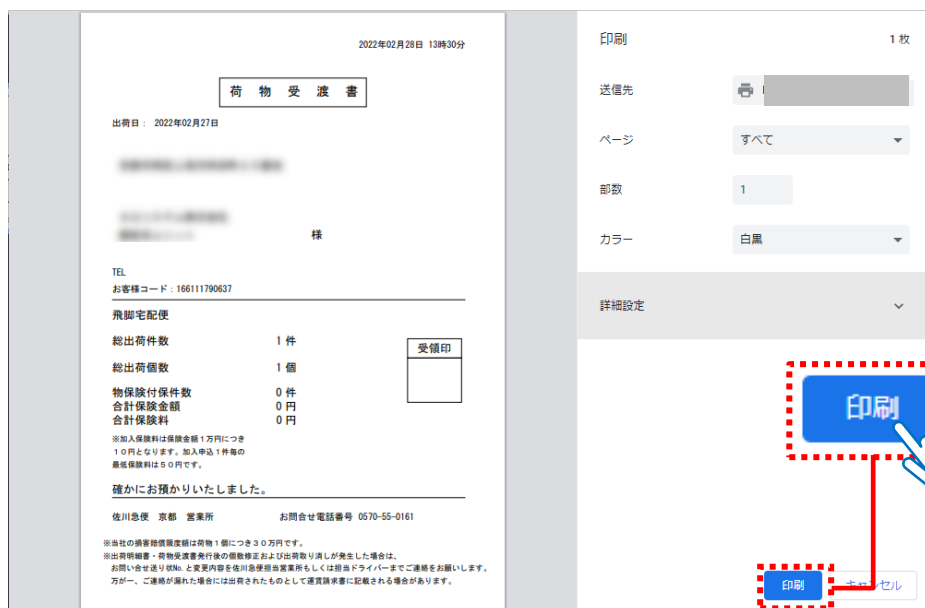 2022年02月28日 13時30分
荷 物 受 渡 書
出荷日： 2022年02月27日
様
TEL
お客様コード：166111790637
飛脚宅配便
総出荷件数 1 件
総出荷個数 1 個
受領印
物保険付保件数 0 件
合計保険金額 0 円
合計保険料 0 円
※加入保険料は保険金額１万円につき
１０円となります。加入申込１件毎の
最低保険料は５０円です。
確かにお預かりいたしました。
佐川急便 京都 営業所 お問合せ電話番号 0570-55-0161
※当社の損害賠償限度額は荷物１個につき３０万円です。
※出荷明細書・荷物受渡書発行後の個数修正および出荷取り消しが発生した場合は、
お問い合せ送り状No.と変更内容を佐川急便担当営業所もしくは担当ドライバーまでご連絡をお願いします。
万が一、ご連絡が漏れた場合には出荷されたものとして運賃請求書に記載される場合があります。
印刷 1 枚
送信先
ページ すべて
部数 1
カラー 白黒
詳細設定
印刷
印刷 キャンセル